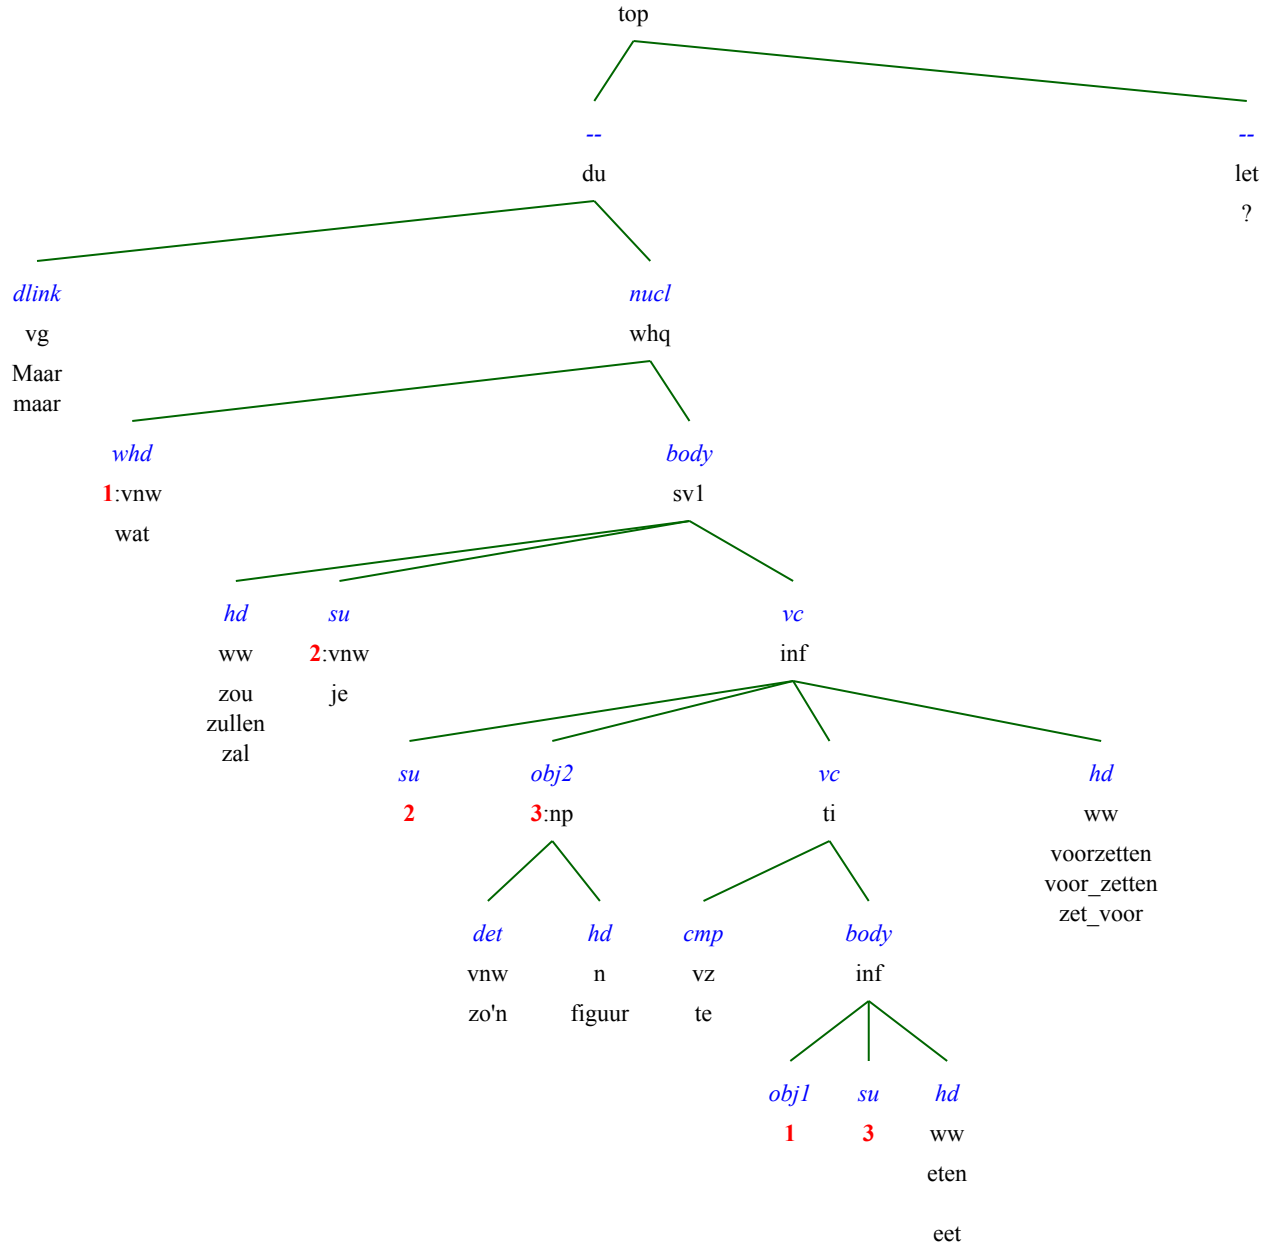 top
-- --
du let
?
dlink nucl
vg whq
Maar
maar
whd body
1:vnw sv1
wat
hd su vc
ww 2:vnw inf
zou je
zullen
zal
su obj2 vc hd
2 3:np ti ww
voorzetten
voor_zetten
zet_voor
det hd cmp body
vnw n vz inf
zo'n figuur te
obj1 su hd
1 3 ww
eten
eet